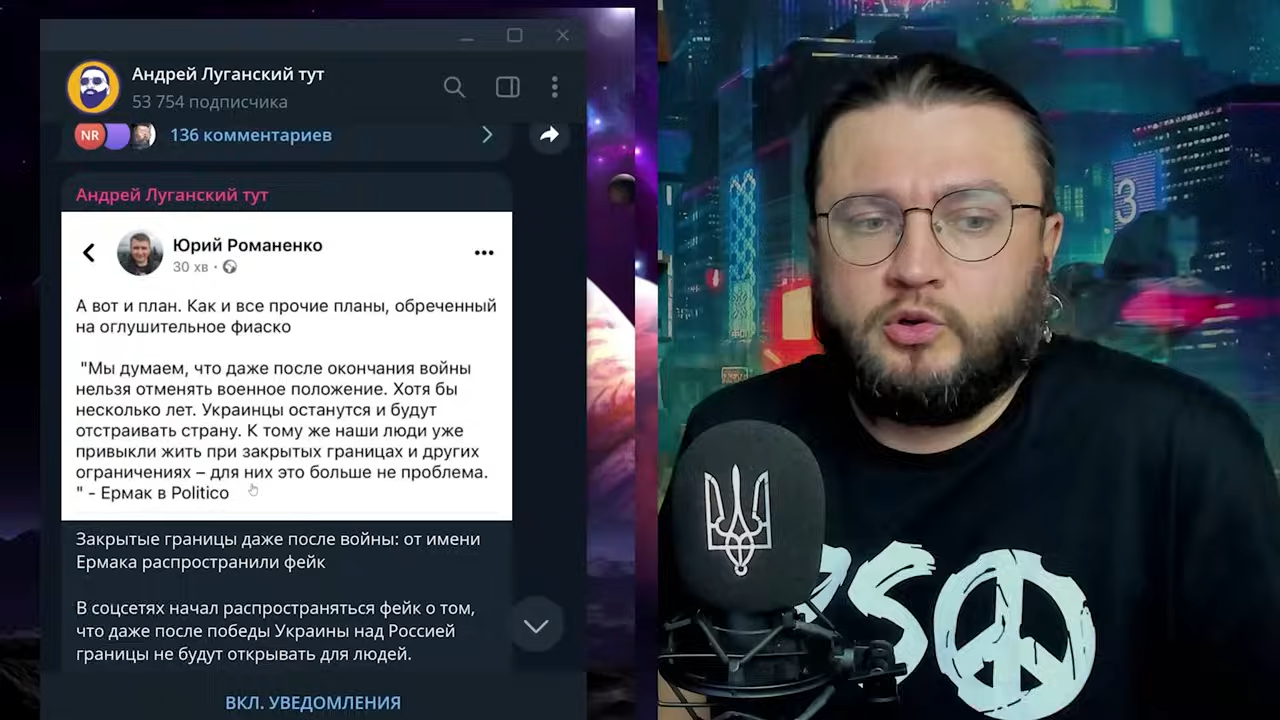 Андрей Луганский тут
53 754 подписчика
NR
136 комментариев
Андрей Луганский тут
Юрий Романенко
30 хв ·
А вот и план. Как и все прочие планы, обреченный
на оглушительное фиаско
"Мы думаем, что даже после окончания войны
нельзя отменять военное положение. Хотя бы
несколько лет. Украинцы останутся и будут
отстраивать страну. К тому же наши люди уже
привыкли жить при закрытых границах и других
ограничениях – для них это больше не проблема.
" - Ермак в Politico
Закрытые границы даже после войны: от имени
Ермака распространили фейк
В соцсетях начал распространяться фейк о том,
что даже после победы Украины над Россией
границы не будут открывать для людей.
ВКЛ. УВЕДОМЛЕНИЯ
3